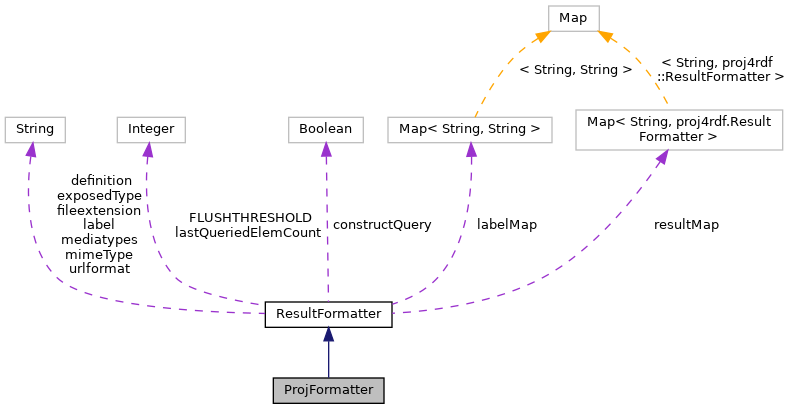 Map
< String, String >
< String, proj4rdf
::ResultFormatter >
String
Integer
Boolean
Map< String, String >
Map< String, proj4rdf.Result
Formatter >
definition
exposedType
fileextension
label
mediatypes
mimeType
urlformat
FLUSHTHRESHOLD
lastQueriedElemCount
constructQuery
labelMap
resultMap
ResultFormatter
ProjFormatter